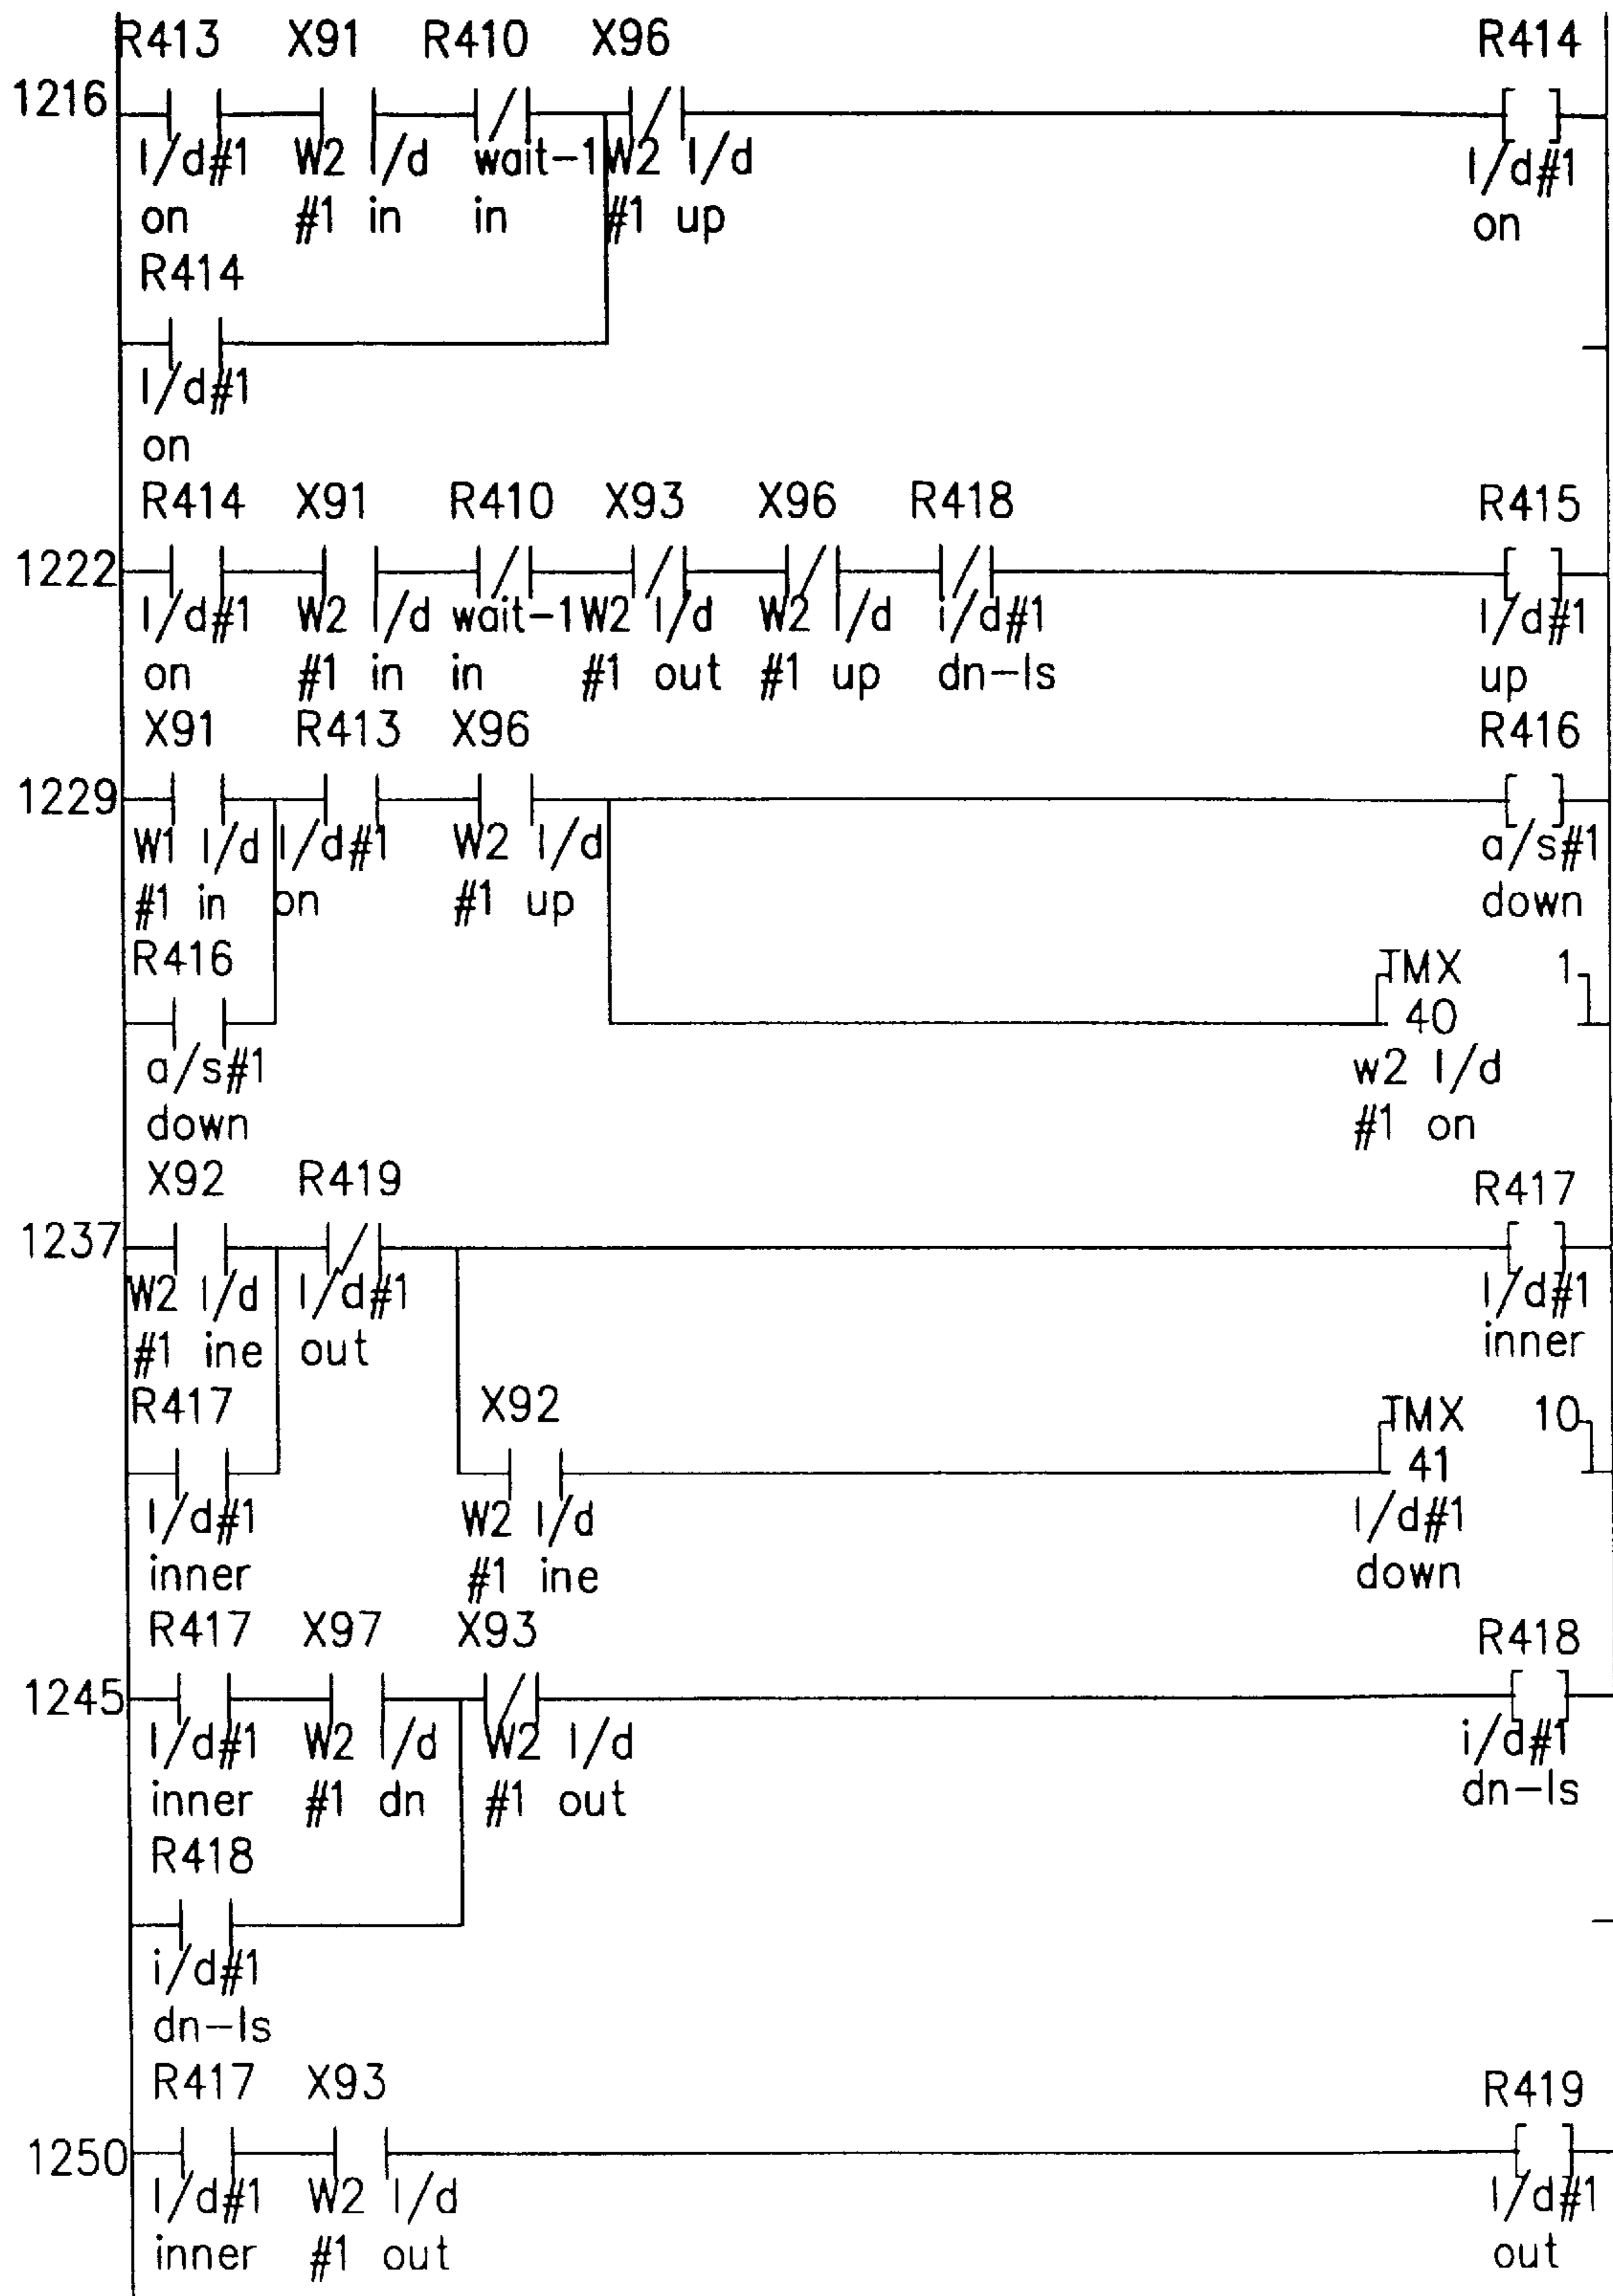 R413 X91 R410 X96 R414
1216
l/d#1 W2 l/d wait-1 W2 l/d l/d#1
on #1 in in #1 up on
R414
l/d#1
on
R414 X91 R410 X93 X96 R418 R415
1222
l/d#1 W2 l/d wait-1 W2 l/d W2 l/d i/d#1 l/d#1
on #1 in in #1 out #1 up dn-ls up
X91 R413 X96 R416
1229
W1 l/d l/d#1 W2 l/d a/s#1
#1 in on #1 up down
R416 TMX 1
40
a/s#1 w2 l/d
down #1 on
X92 R419 R417
1237
W2 l/d l/d#1 l/d#1
#1 ine out inner
R417 X92 TMX 10
41
l/d#1 W2 l/d l/d#1
inner #1 ine down
R417 X97 X93 R418
1245
l/d#1 W2 l/d W2 l/d i/d#1
inner #1 dn #1 out dn-ls
R418
i/d#1
dn-ls
R417 X93 R419
1250
l/d#1 W2 l/d l/d#1
inner #1 out out